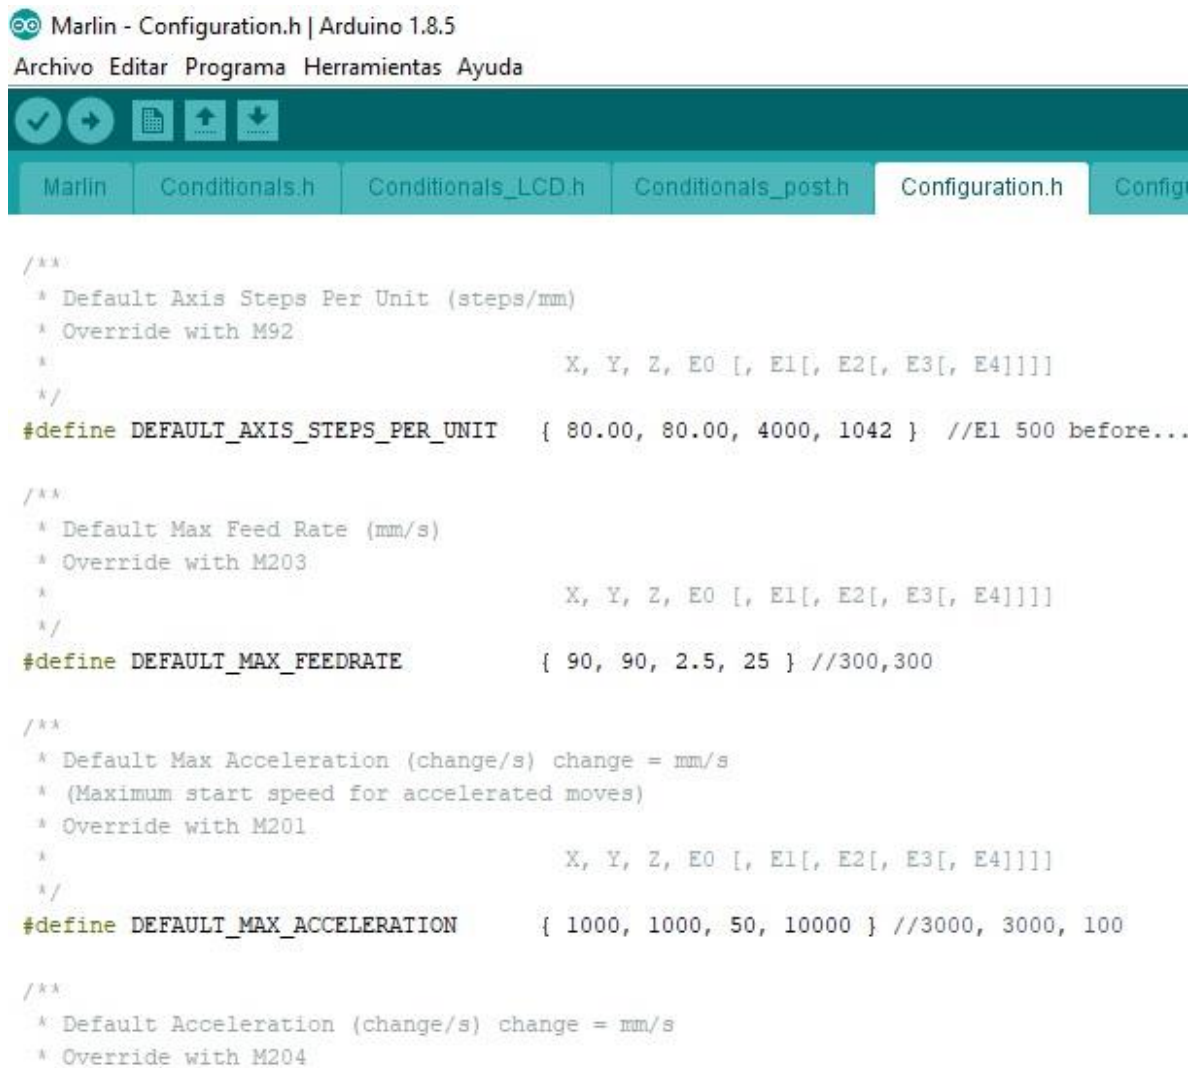 Marlin - Configuration.h | Arduino 1.8.5
Archivo Editar Programa Herramientas Ayuda
Marlin Conditionals.h Conditionals_LCD.h Conditionals_post.h Configuration.h Config
/**
* Default Axis Steps Per Unit (steps/mm)
* Override with M92
* X, Y, Z, E0 [, E1[, E2[, E3[, E4]]]]
*/
#define DEFAULT_AXIS_STEPS_PER_UNIT { 80.00, 80.00, 4000, 1042 } //E1 500 before...
/**
* Default Max Feed Rate (mm/s)
* Override with M203
* X, Y, Z, E0 [, E1[, E2[, E3[, E4]]]]
*/
#define DEFAULT_MAX_FEEDRATE { 90, 90, 2.5, 25 } //300,300
/**
* Default Max Acceleration (change/s) change = mm/s
* (Maximum start speed for accelerated moves)
* Override with M201
* X, Y, Z, E0 [, E1[, E2[, E3[, E4]]]]
*/
#define DEFAULT_MAX_ACCELERATION { 1000, 1000, 50, 10000 } //3000, 3000, 100
/**
* Default Acceleration (change/s) change = mm/s
* Override with M204